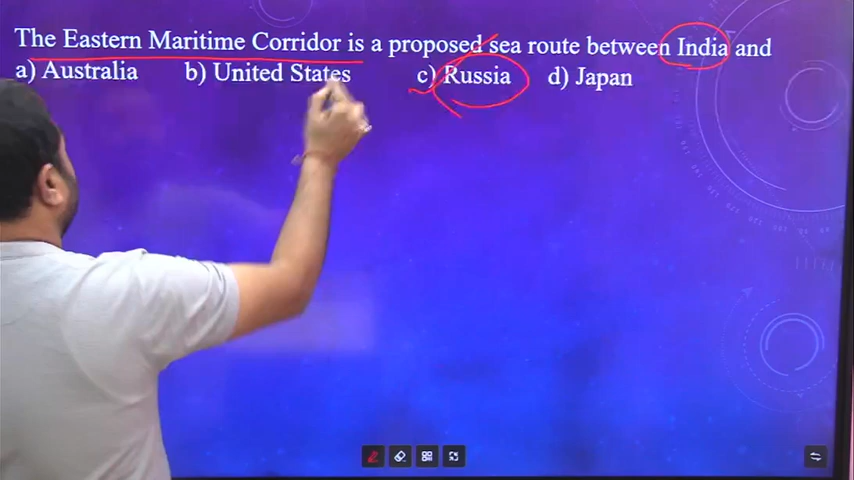 The Eastern Maritime Corridor is a proposed sea route between India and
a) Australia b) United States c) Russia d) Japan